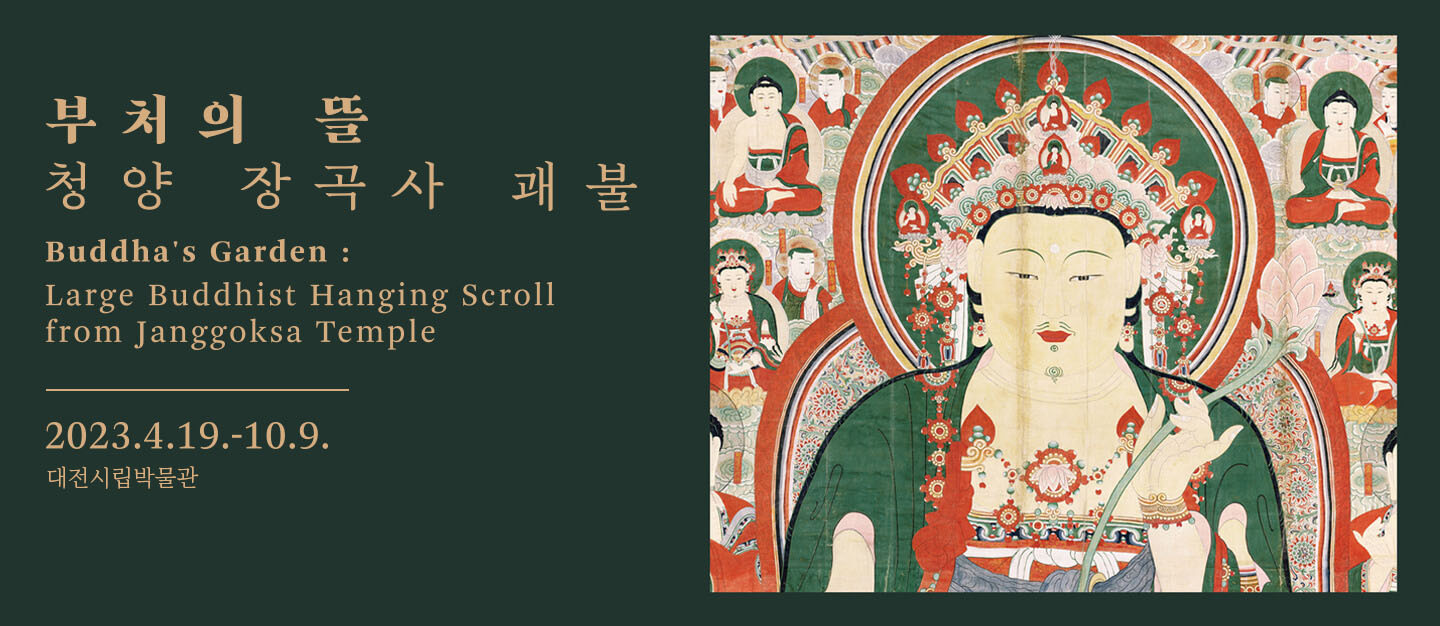 부처의 뜰
청양 장곡사 괘불
Buddha's Garden :
Large Buddhist Hanging Scroll
from Janggoksa Temple
2023.4.19.-10.9.
대전시립박물관